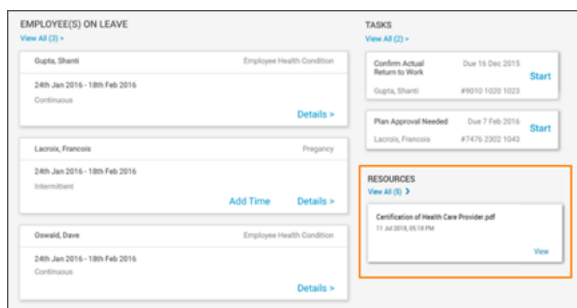 EMPLOYEE(S) ON LEAVE
View All (3) >
Gupta, Shanti Employee Health Condition
24th Jan 2016 - 18th Feb 2016
Continuous
Details >
Lacroix, Francois Pregancy
24th Jan 2016 - 18th Feb 2016
Intermittent
Add Time Details >
Oswald, Dave Employee Health Condition
24th Jan 2016 - 18th Feb 2016
Continuous
Details >
TASKS
View All (2) >
Confirm Actual Due 16 Dec 2015
Return to Work Start
Gupta, Shanti #9010 1020 1023
Plan Approval Needed Due 7 Feb 2016
Start
Lacroix, Francois #7476 2302 1043
RESOURCES
View All (5) >
Certification of Health Care Provider.pdf
11 Jul 2018, 05:18 PM
View